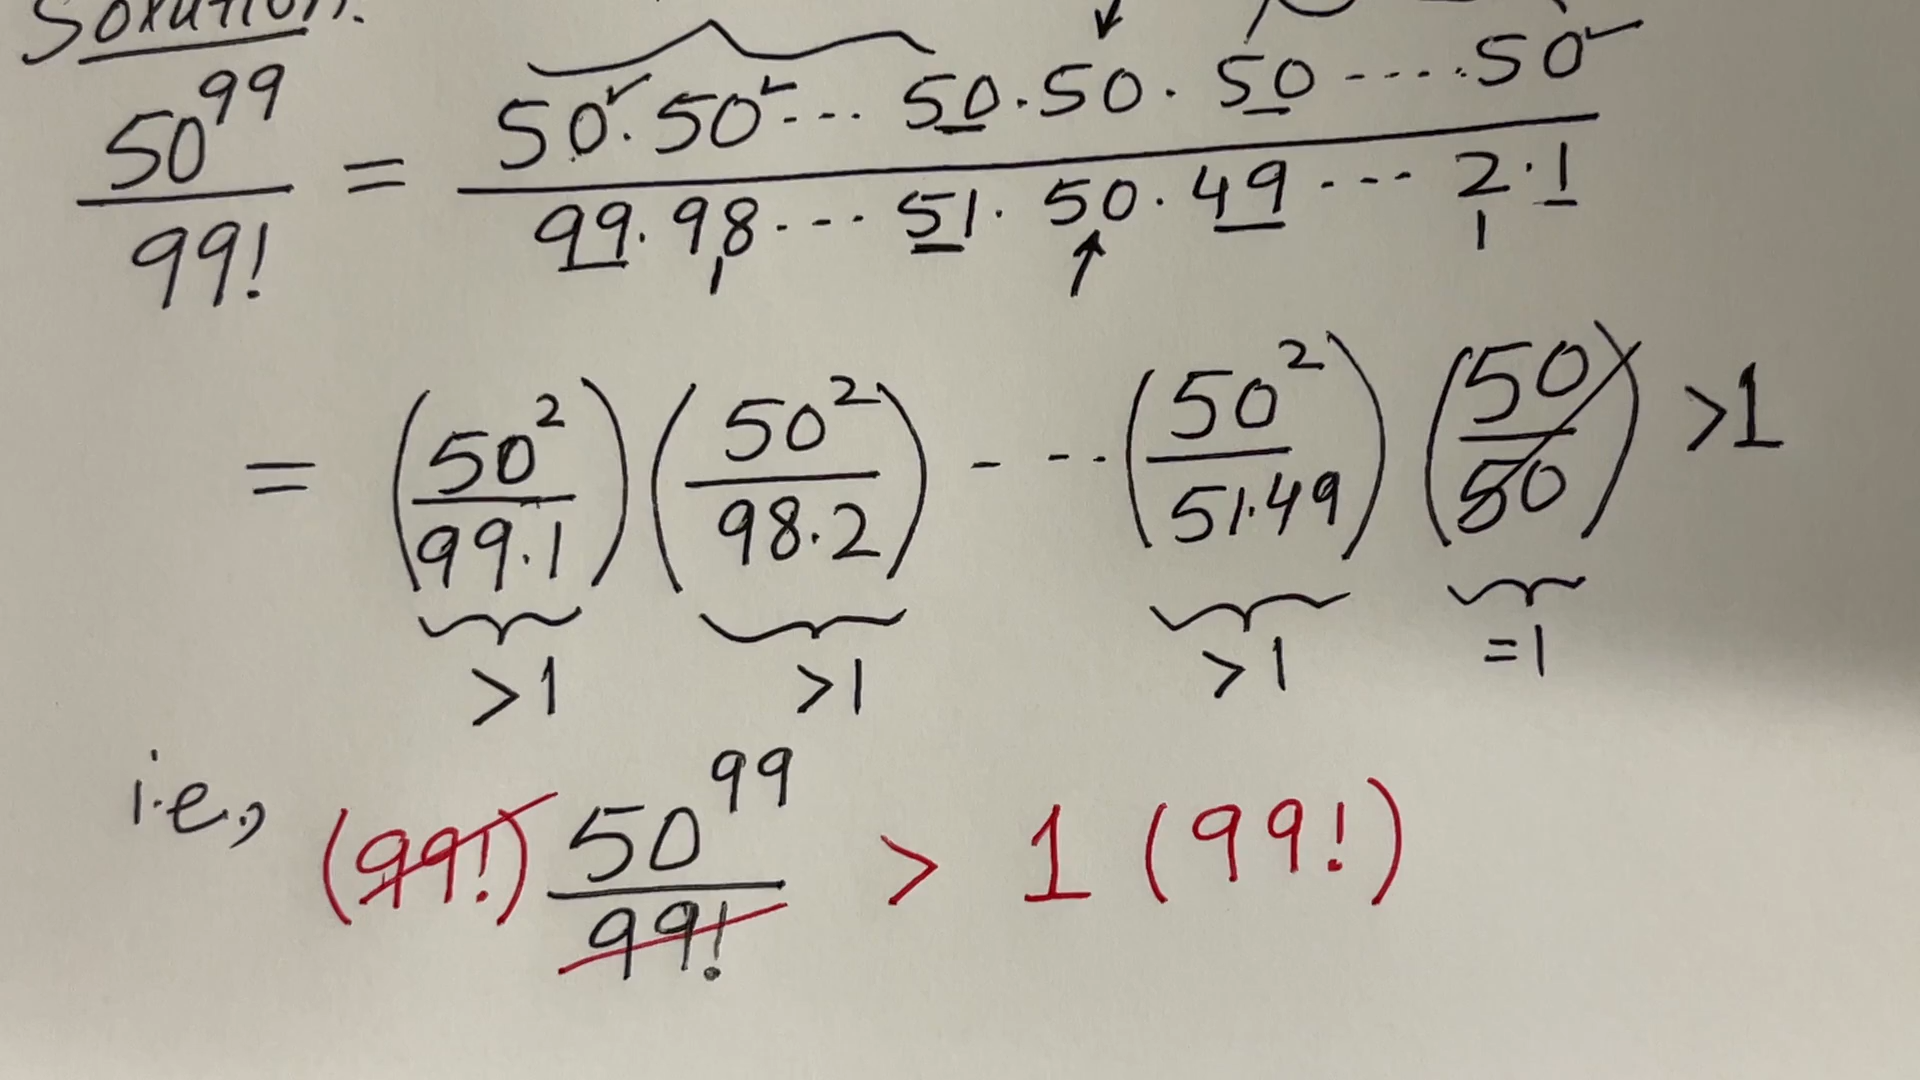 Solution:
50^99 / 99! = 50·50... 50·50·50....50 / 99·98...51·50·49...2·1
= (50^2 / 99·1) (50^2 / 98·2) ---- (50^2 / 51·49) (50 / 50) >1
>1 >1 >1 =1
i.e., (99!) 50^99 / 99! > 1 (99!)